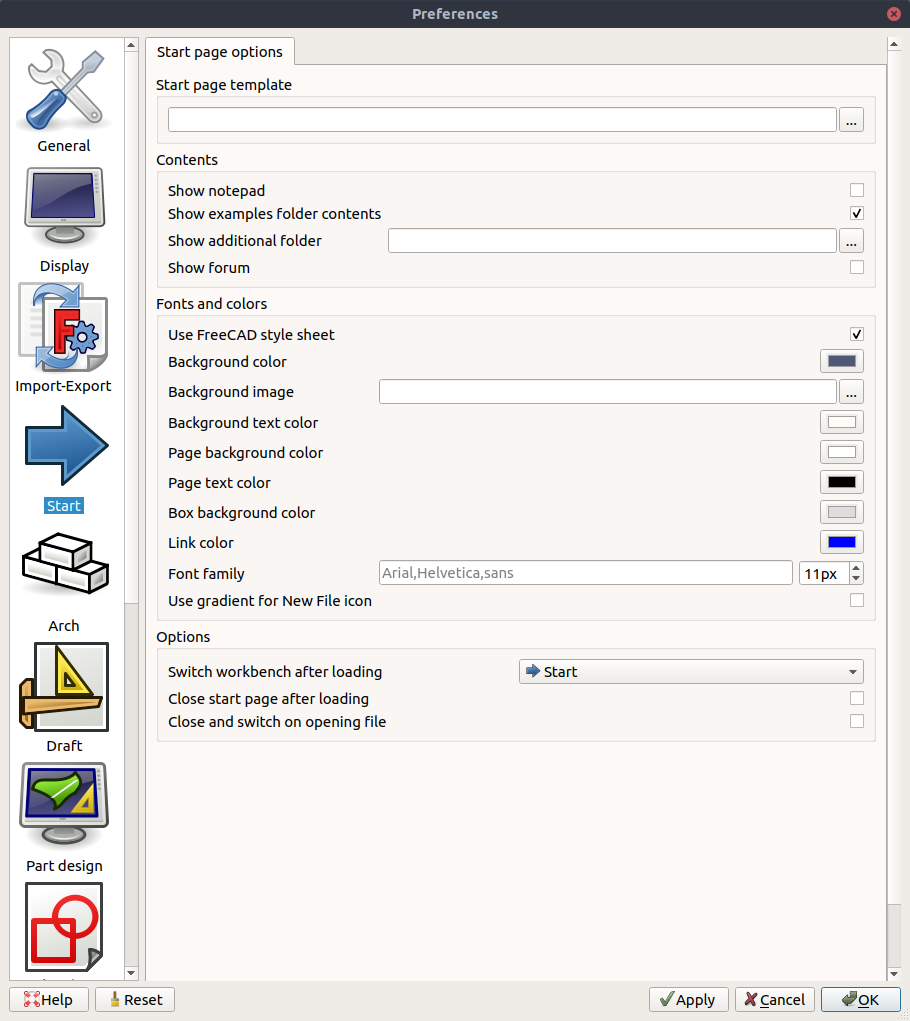 Preferences
General
Display
Import-Export
Start
Arch
Draft
Part design
Start page options
Start page template
...
Contents
Show notepad
Show examples folder contents
Show additional folder ...
Show forum
Fonts and colors
Use FreeCAD style sheet
Background color
Background image ...
Background text color
Page background color
Page text color
Box background color
Link color
Font family Arial,Helvetica,sans 11px
Use gradient for New File icon
Options
Switch workbench after loading Start
Close start page after loading
Close and switch on opening file
Help Reset Apply Cancel OK